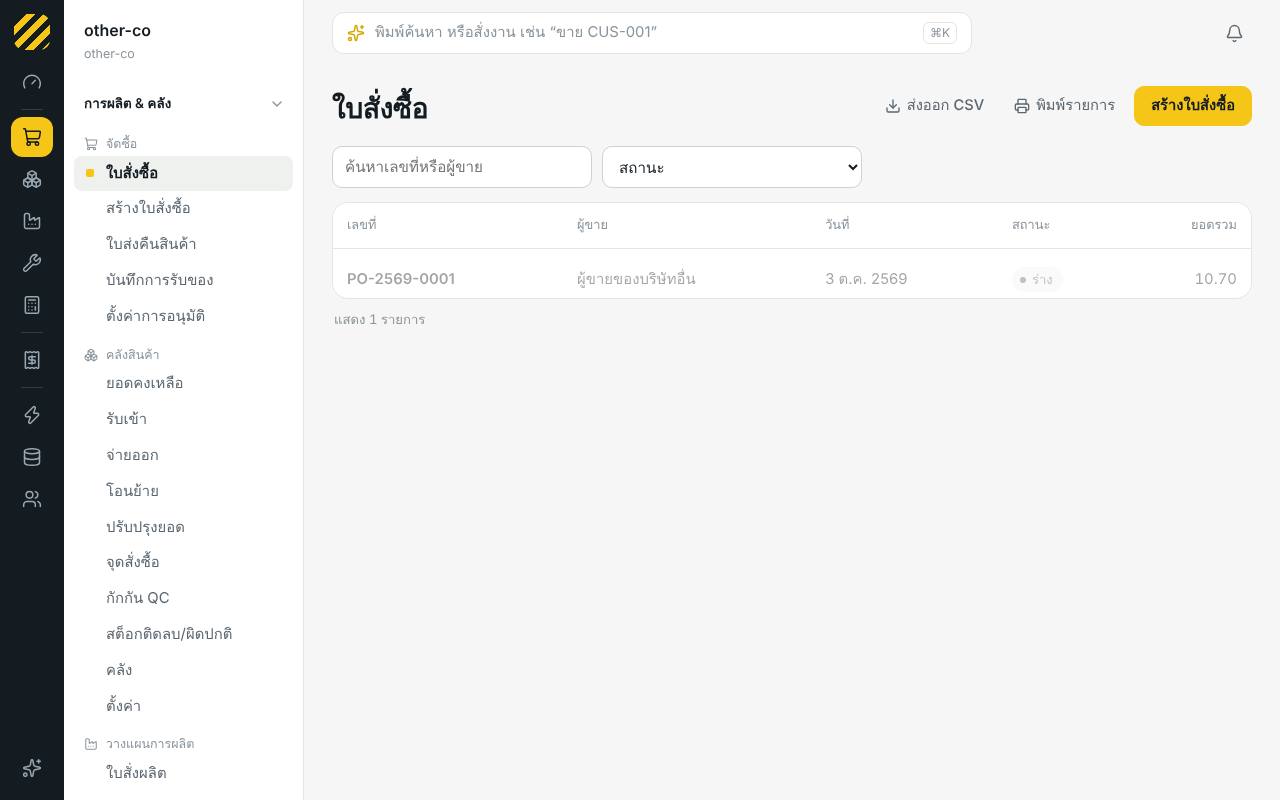 other-co
other-co
การผลิต & คลัง
จัดซื้อ
ใบสั่งซื้อ
สร้างใบสั่งซื้อ
ใบส่งคืนสินค้า
บันทึกการรับของ
ตั้งค่าการอนุมัติ
คลังสินค้า
ยอดคงเหลือ
รับเข้า
จ่ายออก
โอนย้าย
ปรับปรุงยอด
จุดสั่งซื้อ
กักกัน QC
สต็อกติดลบ/ผิดปกติ
คลัง
ตั้งค่า
วางแผนการผลิต
ใบสั่งผลิต
พิมพ์ค้นหา หรือสั่งงาน เช่น “ขาย CUS-001” ⌘K
ใบสั่งซื้อ
ส่งออก CSV พิมพ์รายการ สร้างใบสั่งซื้อ
ค้นหาเลขที่หรือผู้ขาย สถานะ
เลขที่ ผู้ขาย วันที่ สถานะ ยอดรวม
PO-2569-0001 ผู้ขายของบริษัทอื่น 3 ต.ค. 2569 ร่าง 10.70
แสดง 1 รายการ